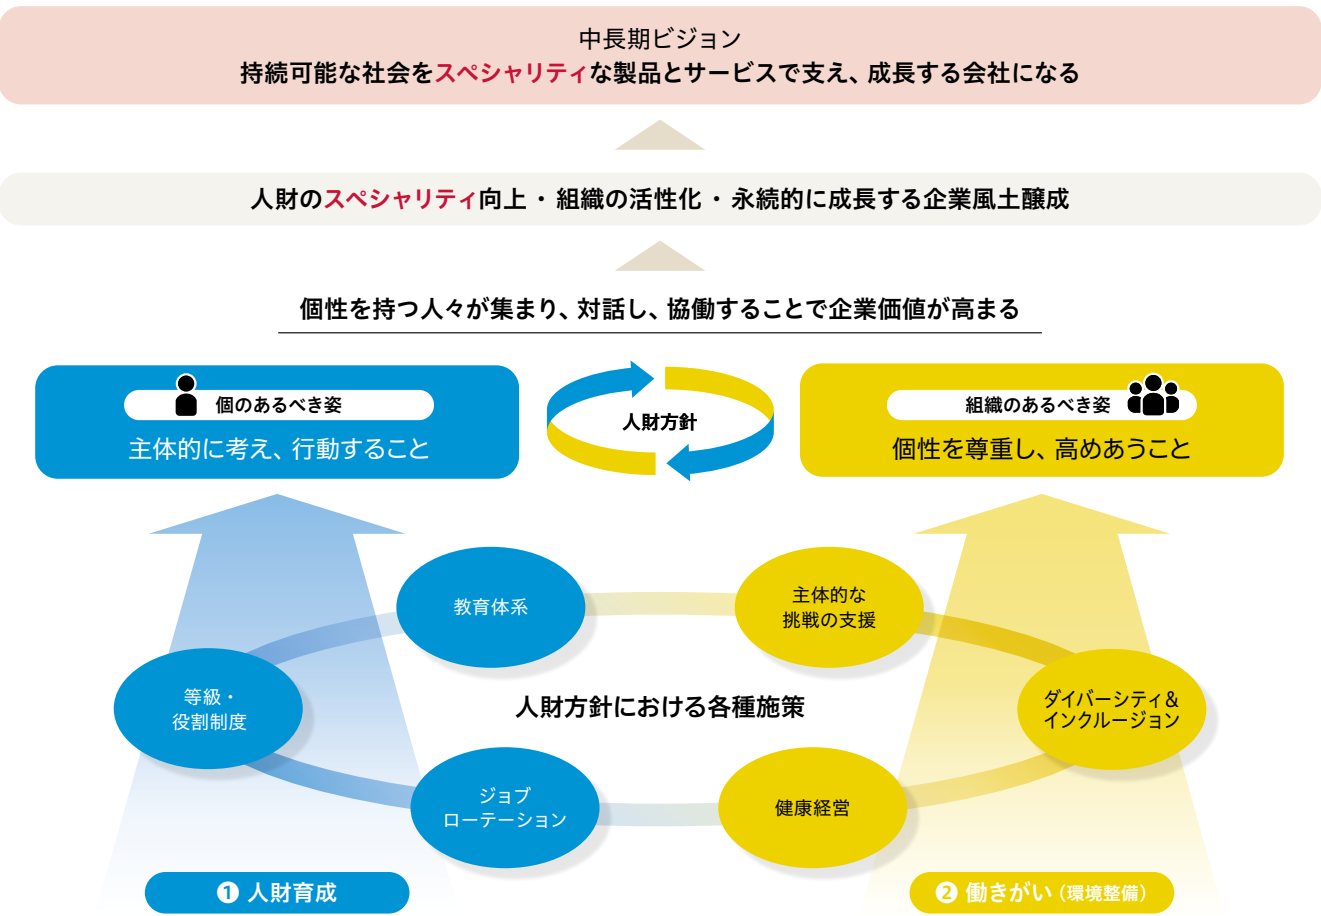 中長期ビジョン
持続可能な社会をスペシャリティな製品とサービスで支え、成長する会社になる
人財のスペシャリティ向上・組織の活性化・永続的に成長する企業風土醸成
個性を持つ人々が集まり、対話し、協働することで企業価値が高まる
個のあるべき姿
主体的に考え、行動すること
人財方針
組織のあるべき姿
個性を尊重し、高めあうこと
教育体系
主体的な
挑戦の支援
等級・
役割制度
人財方針における各種施策
ダイバーシティ&
インクルージョン
ジョブ
ローテーション
健康経営
❶ 人財育成
❷ 働きがい（環境整備）